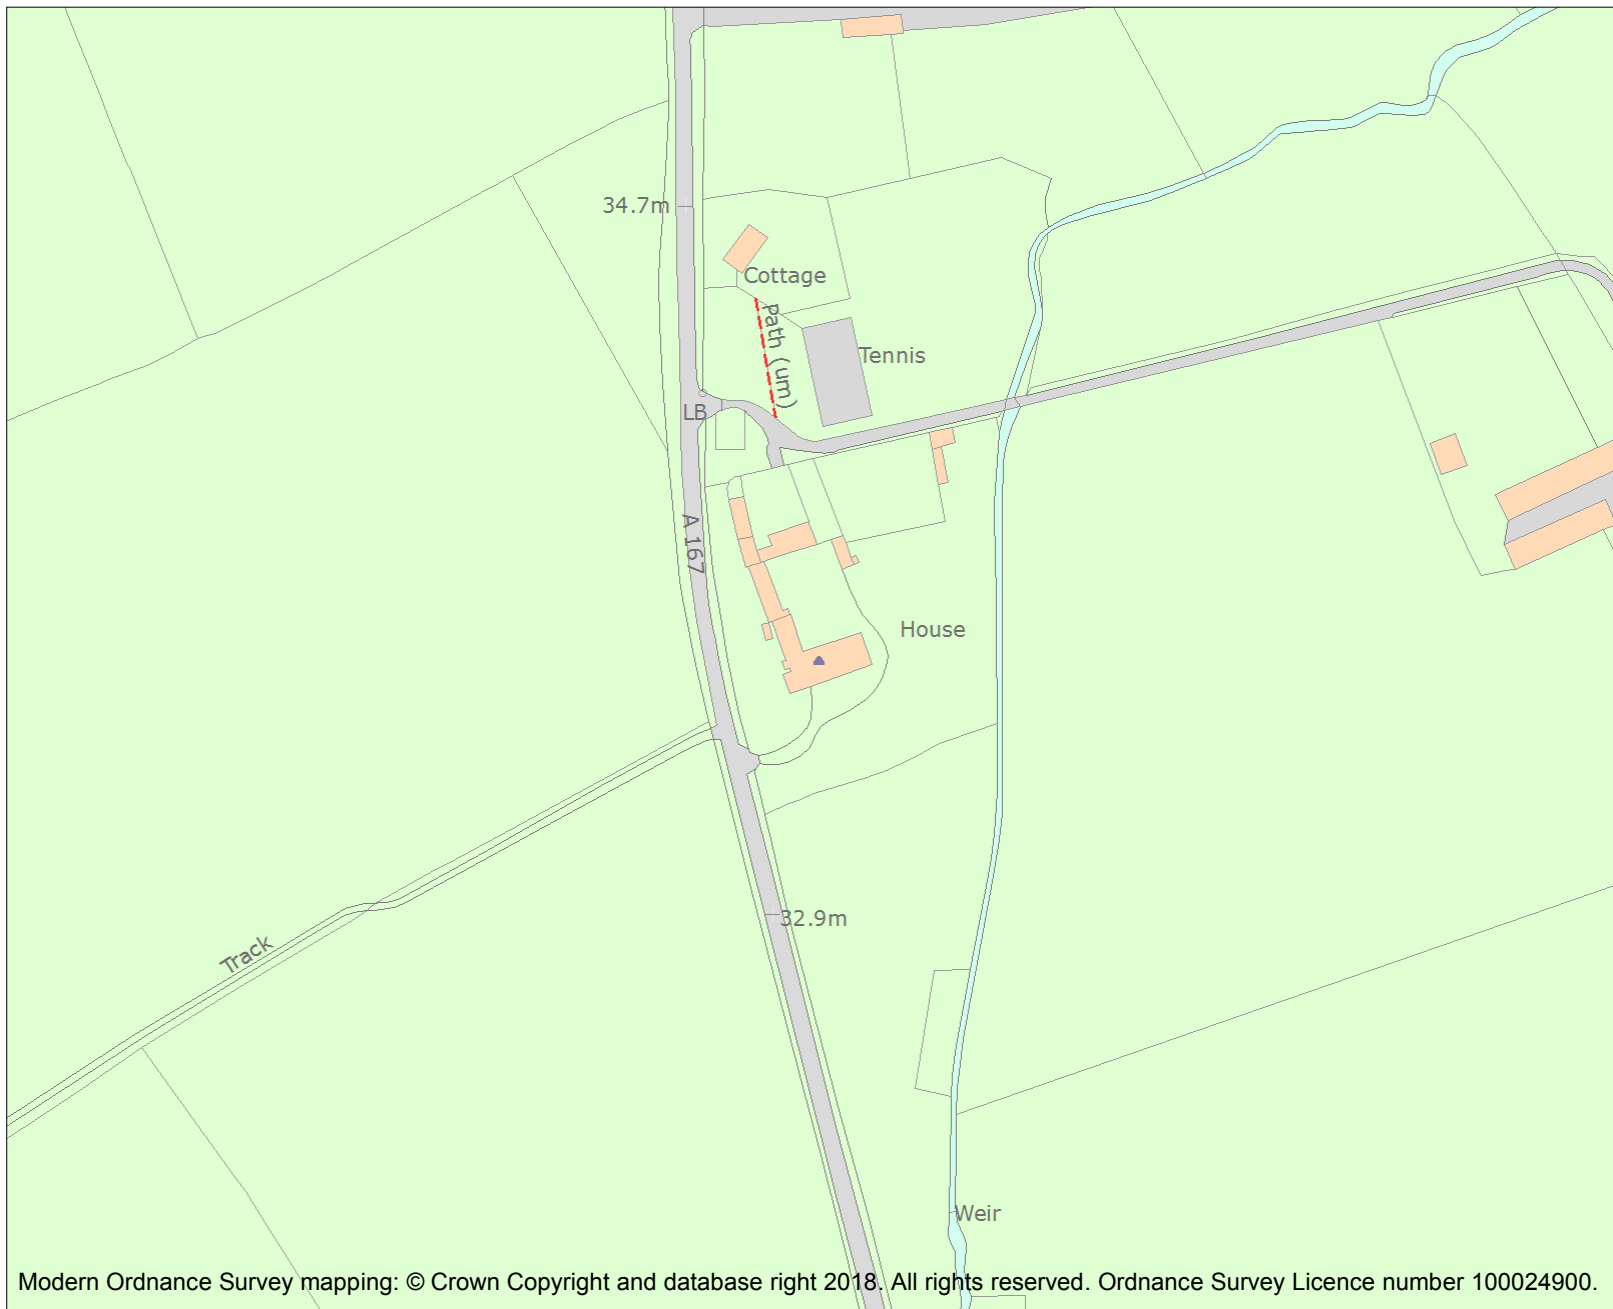 34.7m
Cottage
Path (um)
Tennis
LB
A 167
House
32.9m
Track
Weir
Modern Ordnance Survey mapping: © Crown Copyright and database right 2018. All rights reserved. Ordnance Survey Licence number 100024900.